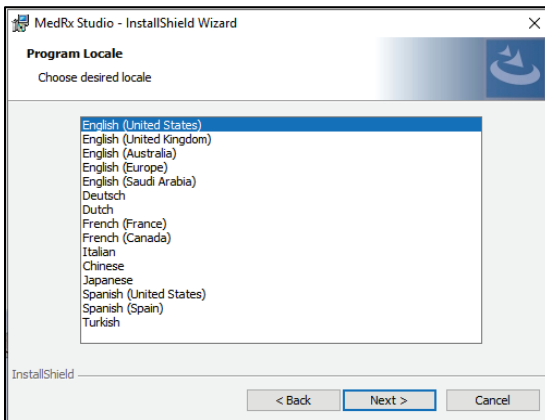 MedRx Studio - InstallShield Wizard
Program Locale
Choose desired locale
English (United States)
English (United Kingdom)
English (Australia)
English (Europe)
English (Saudi Arabia)
Deutsch
Dutch
French (France)
French (Canada)
Italian
Chinese
Japanese
Spanish (United States)
Spanish (Spain)
Turkish
InstallShield
< Back
Next >
Cancel